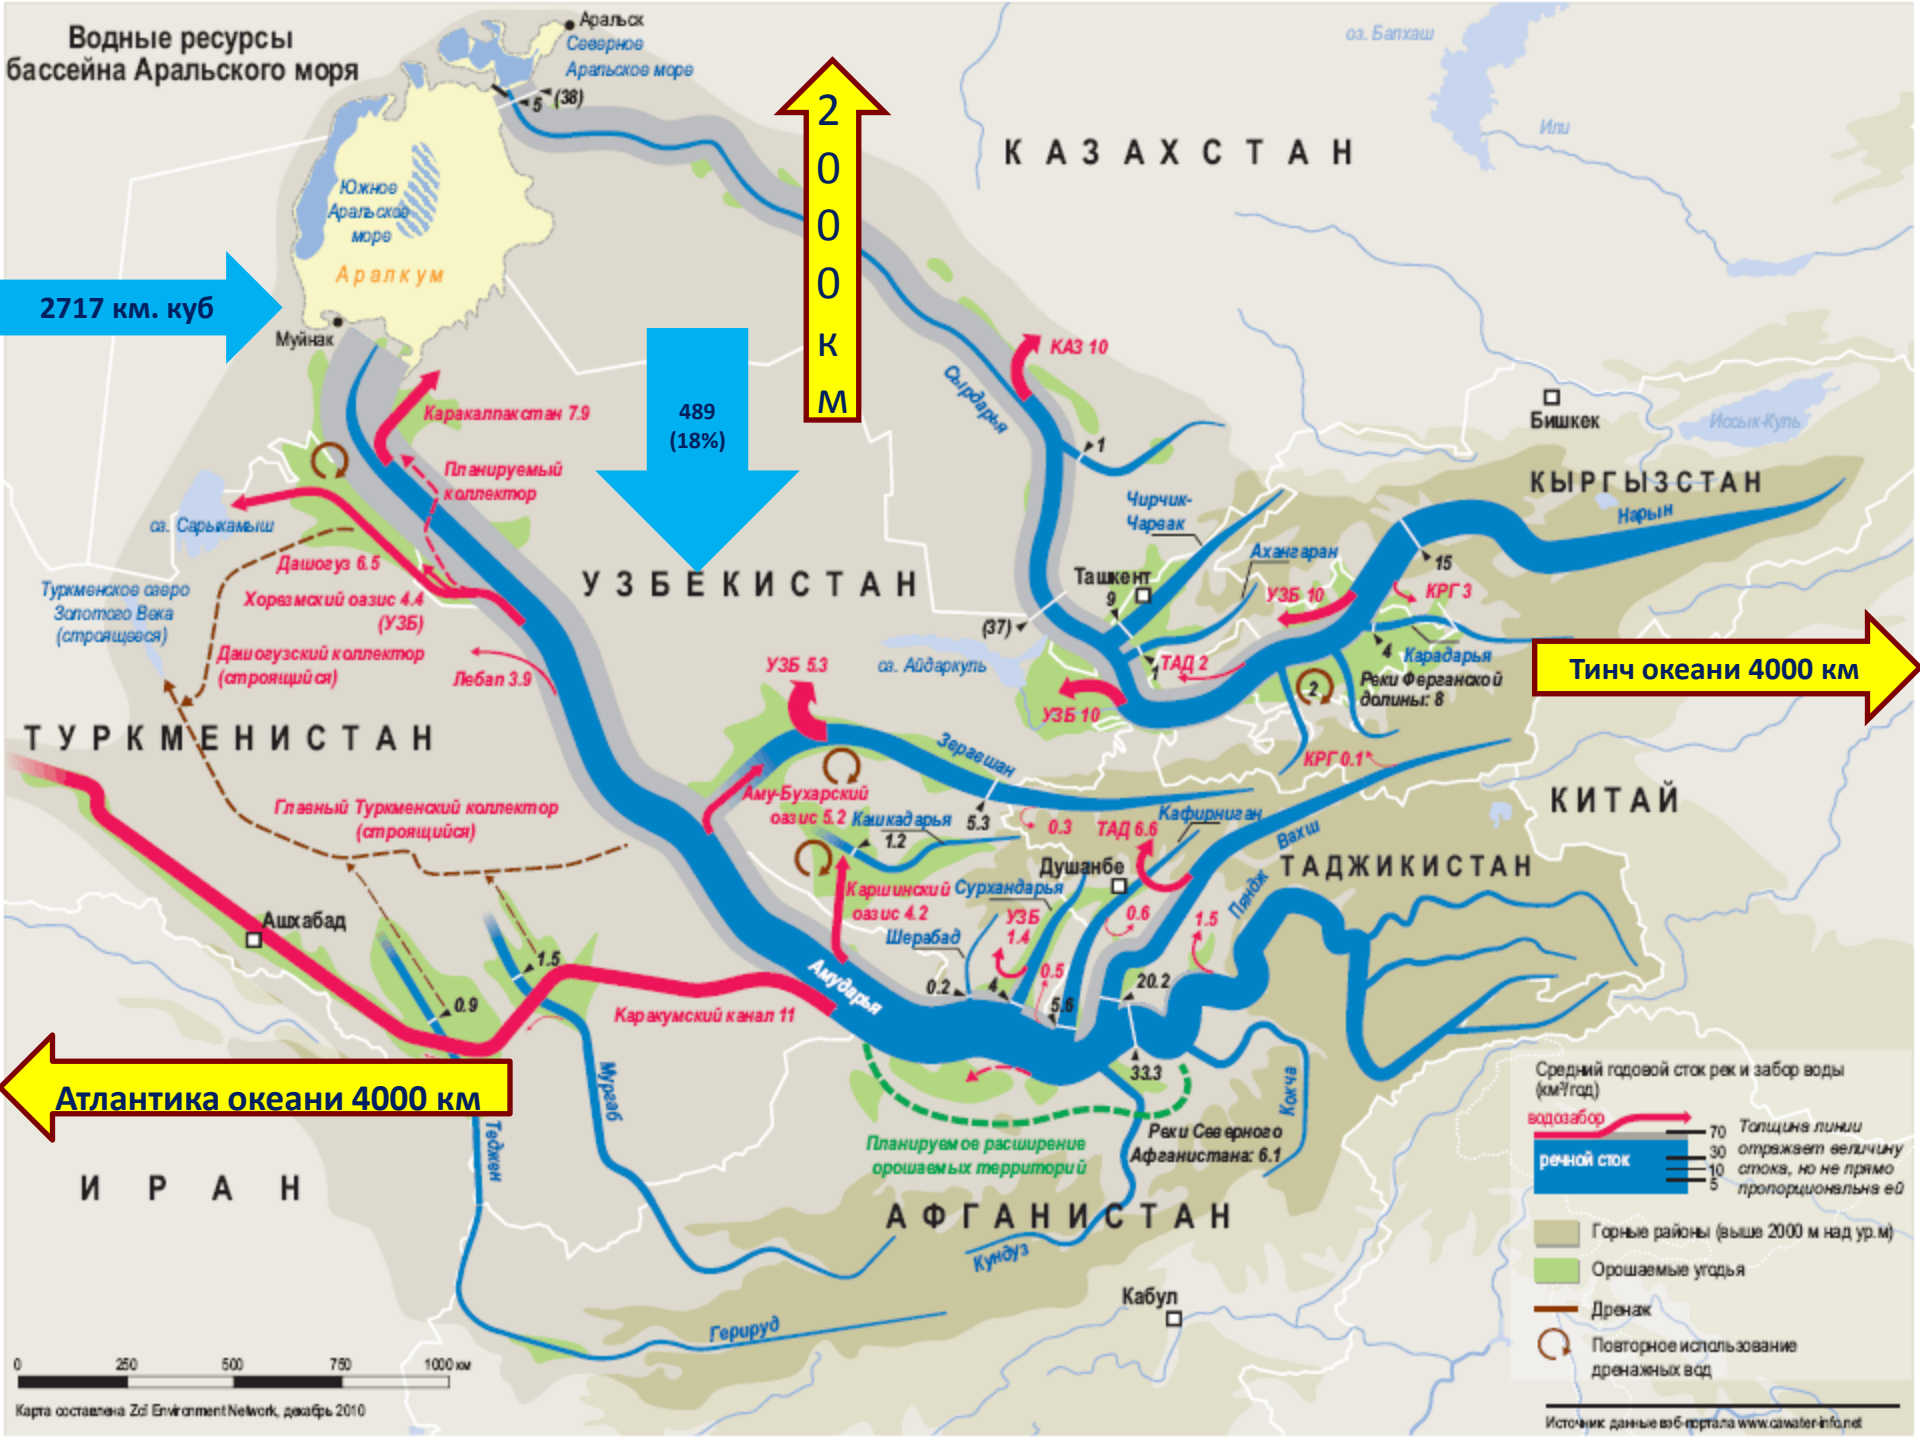 Водные ресурсы
бассейна Аральского моря
Аральск
Северное
Аральское море
5 (38)
оз. Балхаш
Или
КАЗАХСТАН
2000км
Южное
Аральское
море
Аралкум
2717 км. куб
Муйнак
489
(18%)
КАЗ 10
Сырдарья
1
Бишкек
Иссык-Куль
КЫРГЫЗСТАН
Нарын
15
Каракалпакстан 7.9
Планируемый
коллектор
оз. Сарыкамыш
Чирчик-
Чарвак
Ахангаран
Ташкент
9
УЗБ 10
КРГ 3
Дашогуз 6.5
Хорезмский оазис 4.4
(УЗБ)
УЗБЕКИСТАН
Туркменское озеро
Золотого Века
(строящееся)
Дашогузский коллектор
(строящийся)
Лебап 3.9
(37)
УЗБ 5.3
оз. Айдаркуль
ТАД 2
1
4
Карадарья
2
Реки Ферганской
долины: 8
Тинч океани 4000 км
УЗБ 10
КРГ 0.1
ТУРКМЕНИСТАН
Зеравшан
КИТАЙ
Главный Туркменский коллектор
(строящийся)
Аму-Бухарский
оазис 5.2
Кашкадарья
1.2
5.3
0.3
ТАД 6.6
Кафирниган
Вахш
ТАДЖИКИСТАН
Душанбе
Каршинский
оазис 4.2
Сурхандарья
УЗБ
1.4
Шерабад
0.6
1.5
Пяндж
Ашхабад
1.5
0.9
Амударья
0.2
4
0.5
5.6
20.2
33.3
Каракумский канал 11
Атлантика океани 4000 км
Мургаб
Теджен
Кокча
Планируемое расширение
орошаемых территорий
Реки Северного
Афганистана: 6.1
ИРАН
АФГАНИСТАН
Кундуз
Кабул
Герируд
Средний годовой сток рек и забор воды
(км³/год)
водозабор
речной сток
70
30
10
5
Толщина линии
отражает величину
стока, но не прямо
пропорциональна ей
Горные районы (выше 2000 м над ур.м)
Орошаемые угодья
Дренаж
Повторное использование
дренажных вод
0 250 500 750 1000 км
Карта составлена Zoï Environment Network, декабрь 2010
Источник: данные вэб-портала www.cawater-info.net